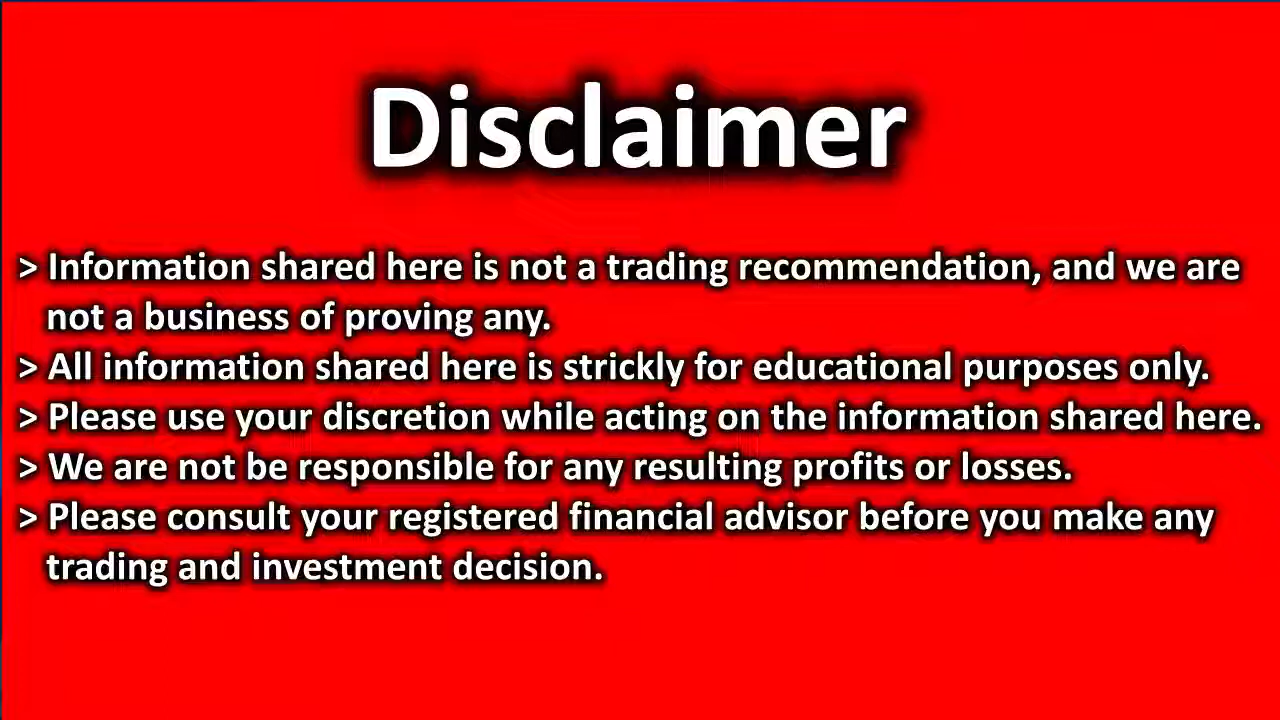 Disclaimer
> Information shared here is not a trading recommendation, and we are
not a business of proving any.
> All information shared here is strickly for educational purposes only.
> Please use your discretion while acting on the information shared here.
> We are not be responsible for any resulting profits or losses.
> Please consult your registered financial advisor before you make any
trading and investment decision.